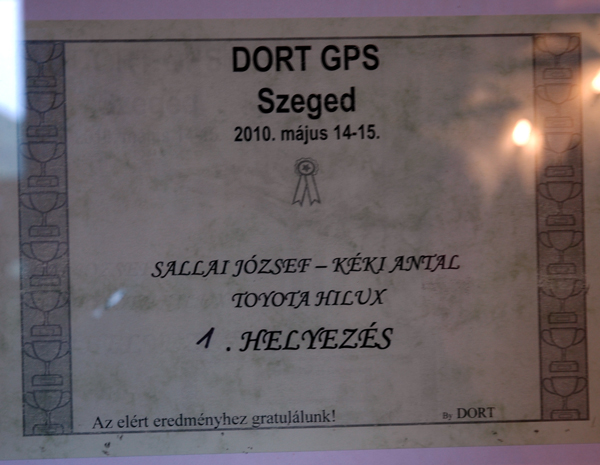 DORT GPS
Szeged
2010. május 14-15.
SALLAI JÓZSEF – KÉKI ANTAL
TOYOTA HILUX
1. HELYEZÉS
Az elért eredményhez gratulálunk!
By DORT